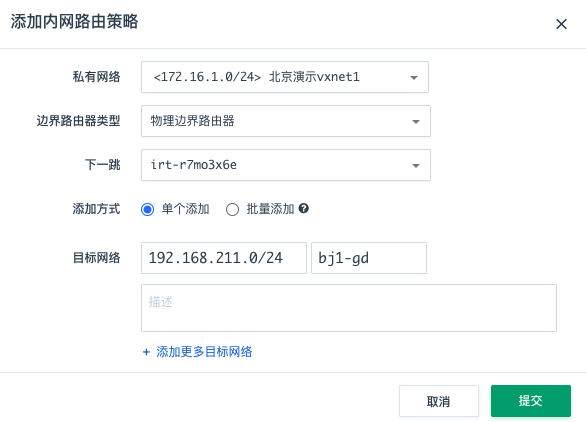 添加内网路由策略
私有网络 <172.16.1.0/24> 北京演示vxnet1
边界路由器类型 物理边界路由器
下一跳 irt-r7mo3x6e
添加方式 单个添加 批量添加
目标网络 192.168.211.0/24 bj1-gd
描述
+ 添加更多目标网络
取消 提交